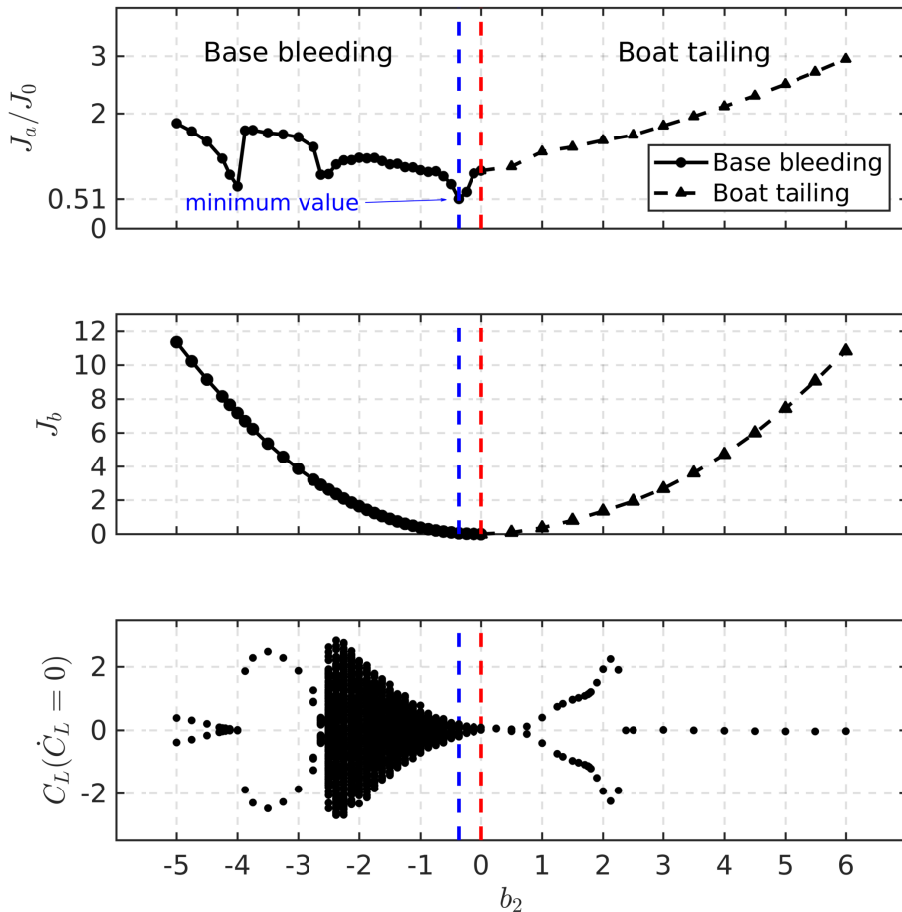 Base bleeding
Boat tailing
J_a/J_0
3
2
0.51
0
minimum value
Base bleeding
Boat tailing
J_b
12
10
8
6
4
2
0
C_L(Ċ_L = 0)
2
0
-2
-5 -4 -3 -2 -1 0 1 2 3 4 5 6
b_2